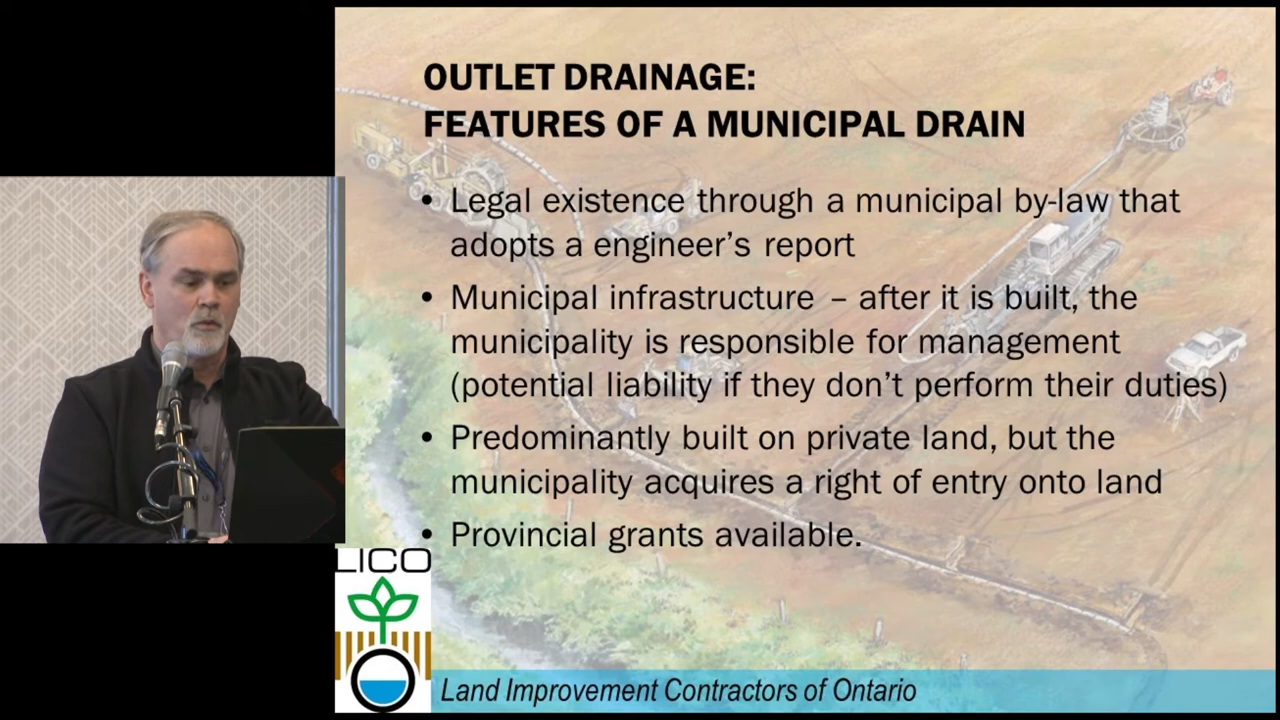 OUTLET DRAINAGE:
FEATURES OF A MUNICIPAL DRAIN
• Legal existence through a municipal by-law that
adopts a engineer's report
• Municipal infrastructure – after it is built, the
municipality is responsible for management
(potential liability if they don't perform their duties)
• Predominantly built on private land, but the
municipality acquires a right of entry onto land
• Provincial grants available.
LICO
Land Improvement Contractors of Ontario